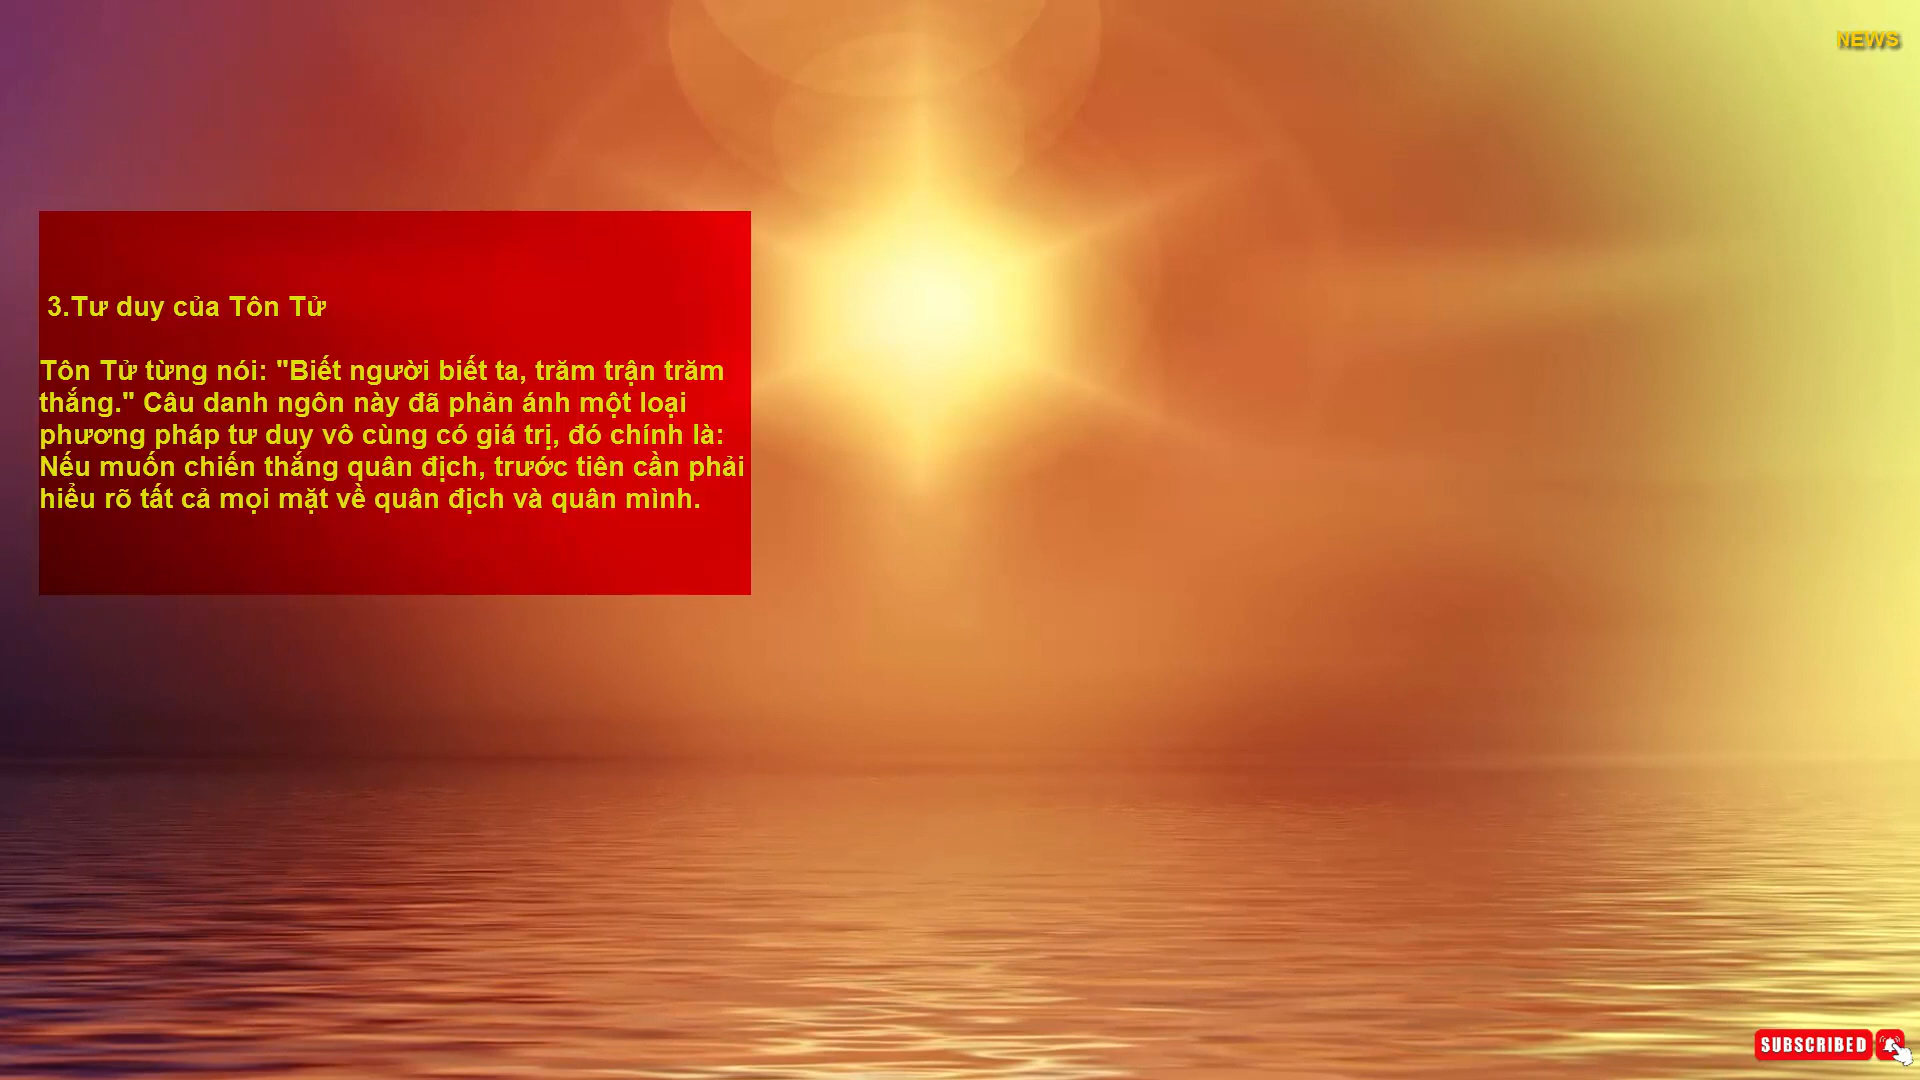 NEWS
3.Tư duy của Tôn Tử
Tôn Tử từng nói: "Biết người biết ta, trăm trận trăm
thắng." Câu danh ngôn này đã phản ánh một loại
phương pháp tư duy vô cùng có giá trị, đó chính là:
Nếu muốn chiến thắng quân địch, trước tiên cần phải
hiểu rõ tất cả mọi mặt về quân địch và quân mình.
SUBSCRIBED